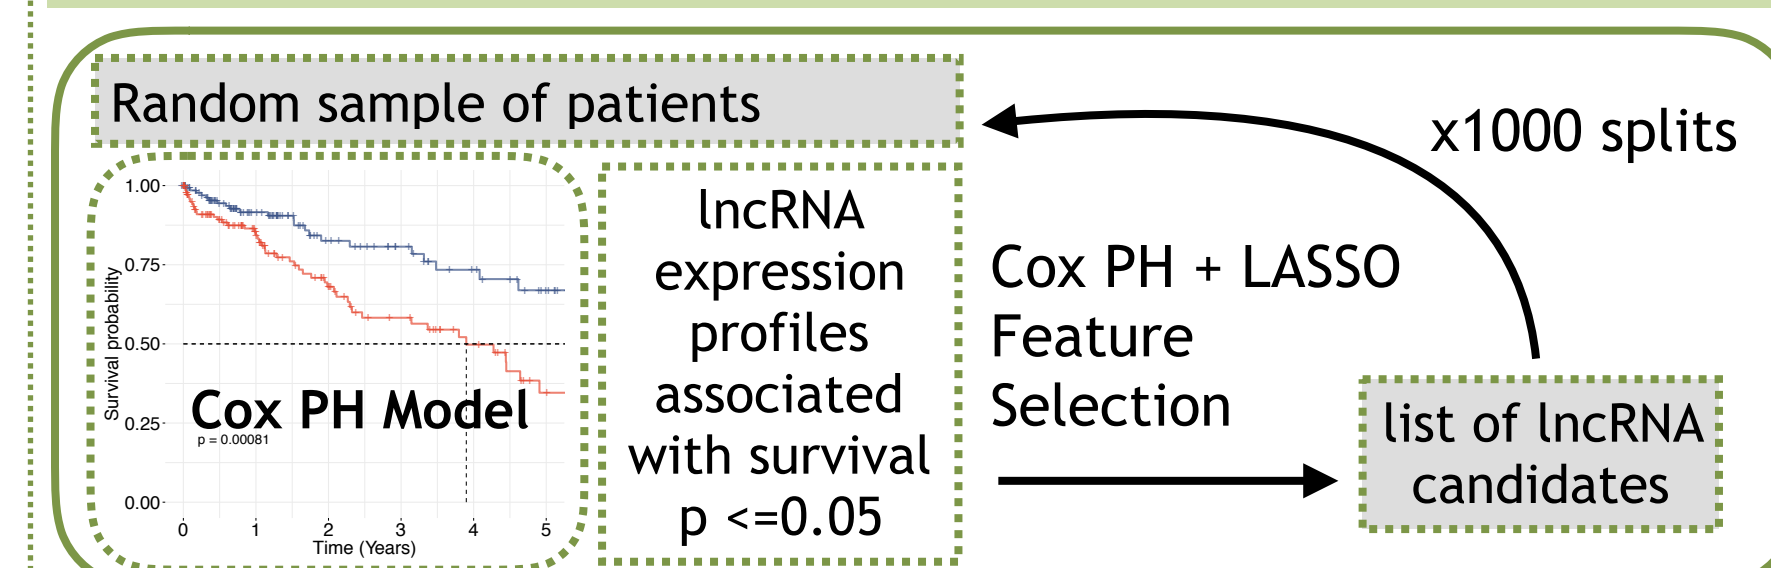 Random sample of patients
x1000 splits
1.00
0.75
0.50
0.25
0.00
Survival probability
Cox PH Model
p = 0.00081
0 1 2 3 4 5
Time (Years)
lncRNA
expression
profiles
associated
with survival
p <=0.05
Cox PH + LASSO
Feature
Selection
list of lncRNA
candidates